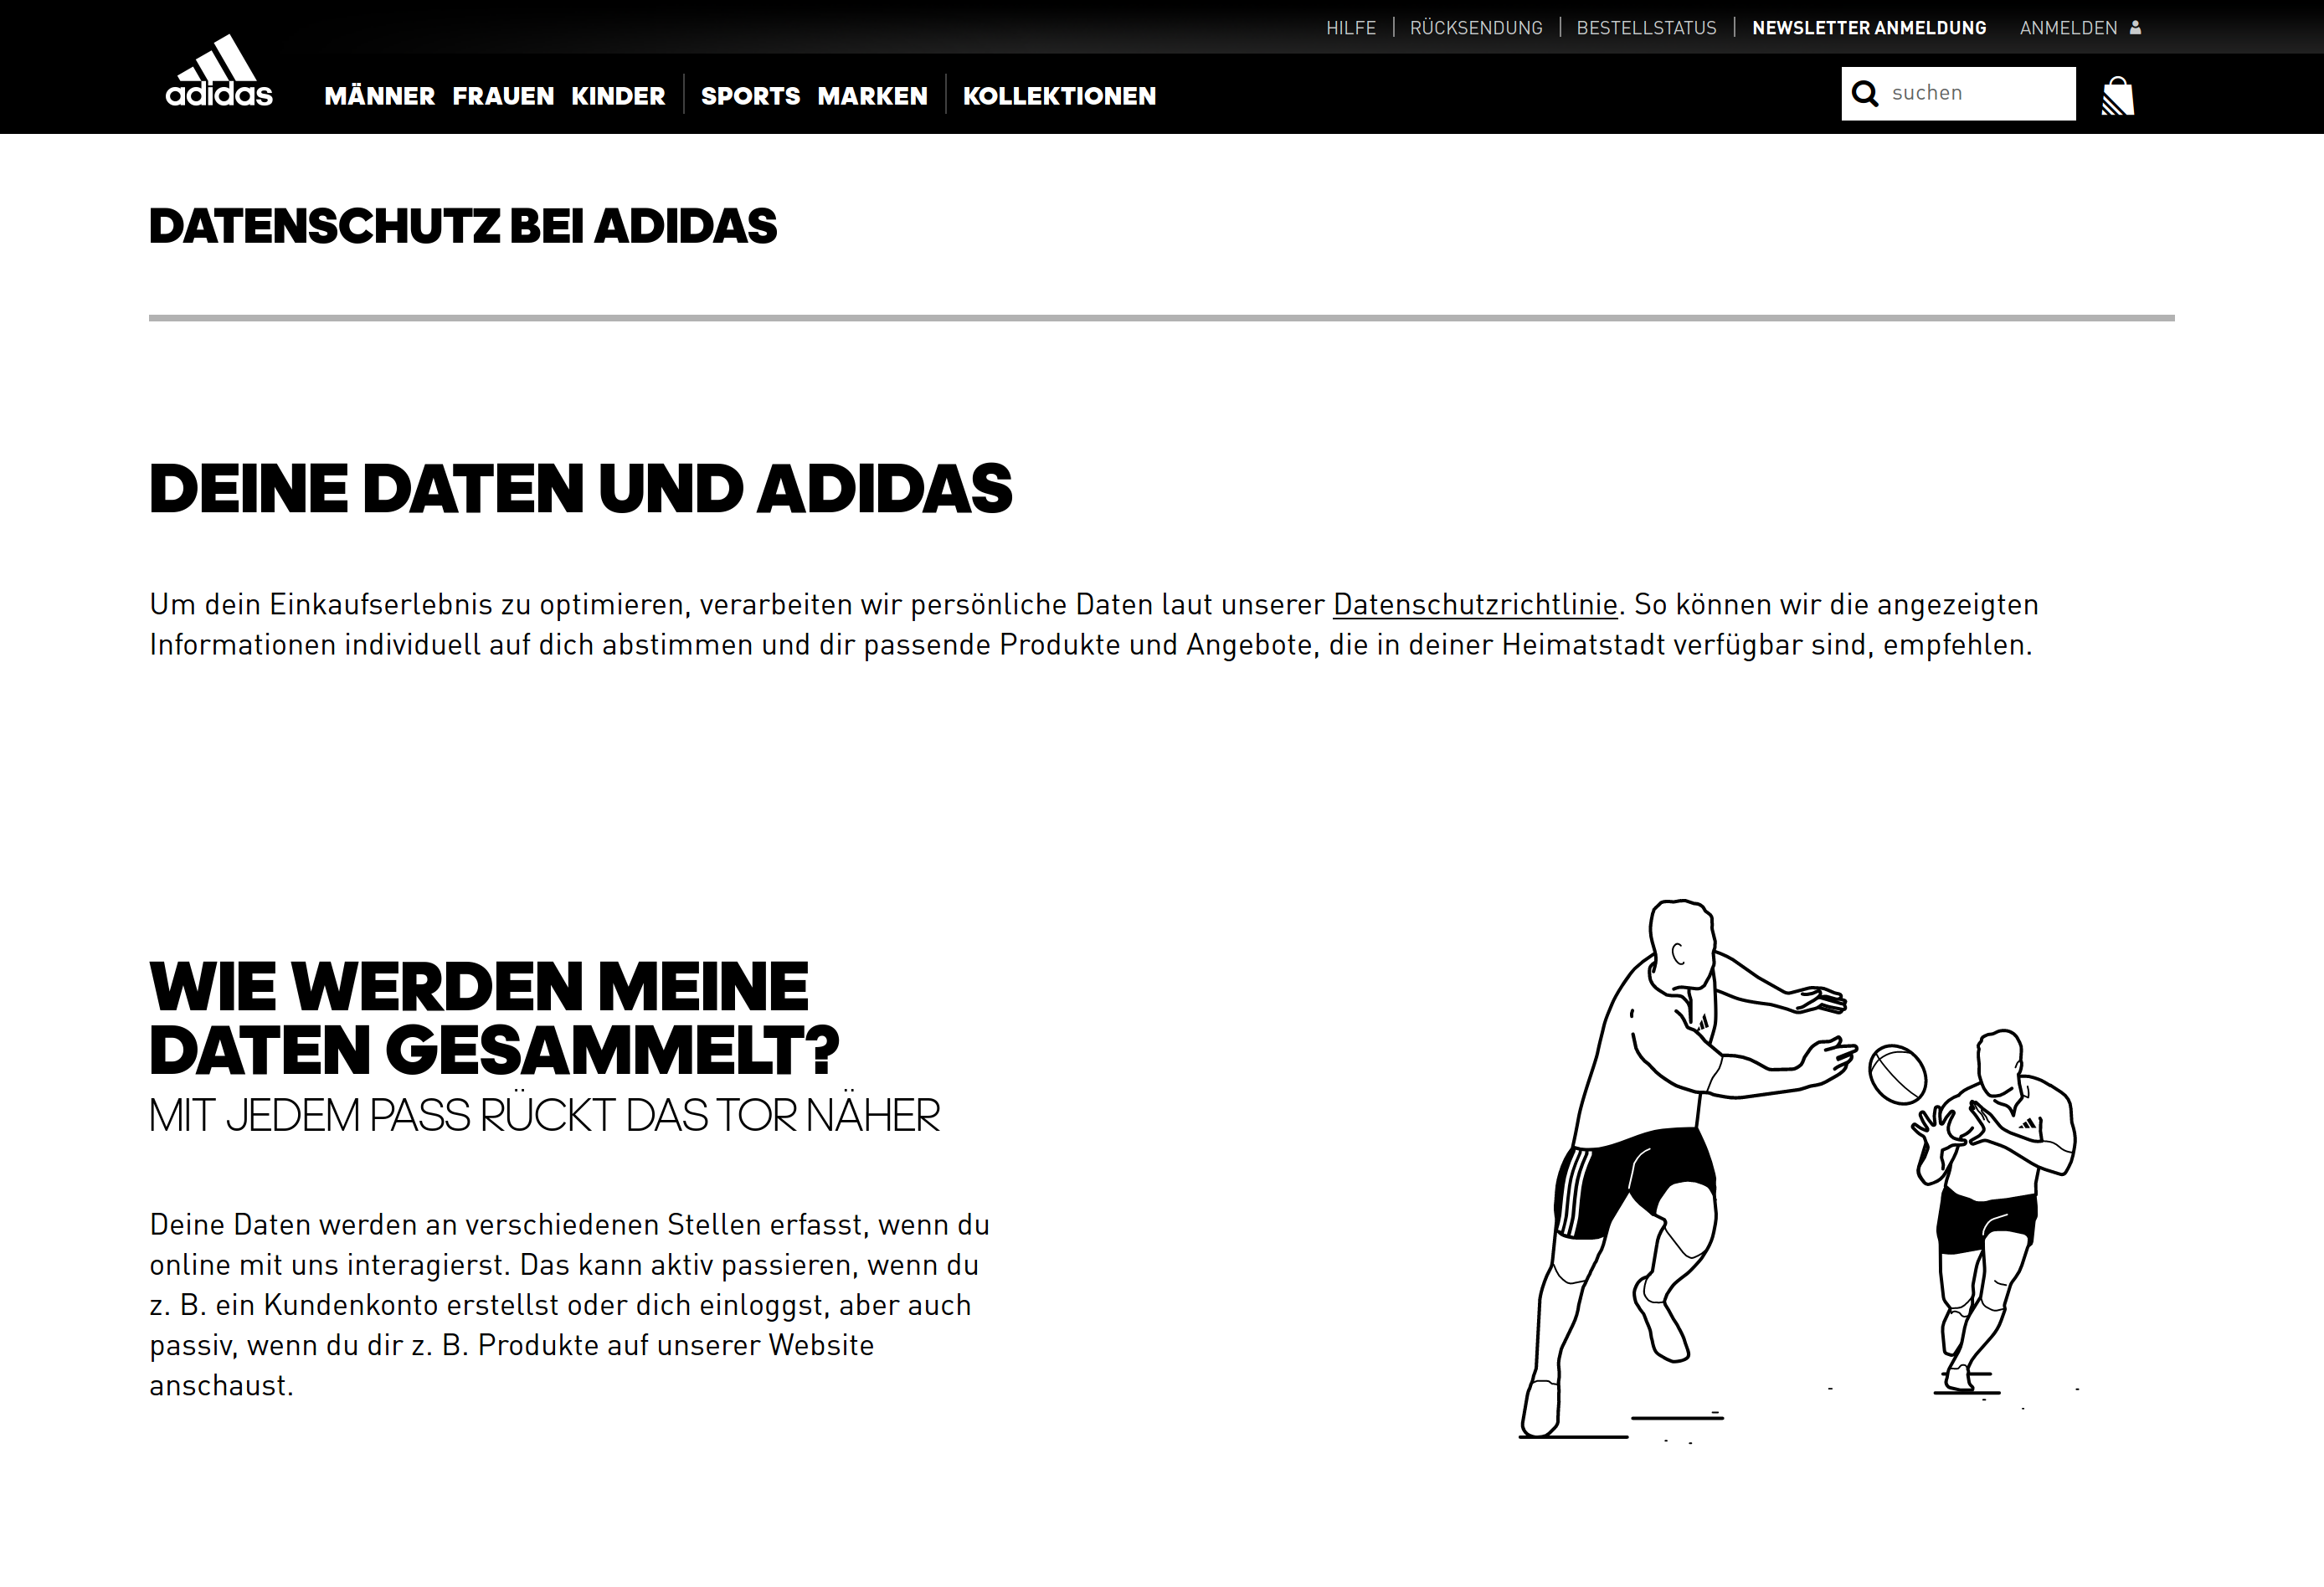 HILFE RÜCKSENDUNG BESTELLSTATUS NEWSLETTER ANMELDUNG ANMELDEN
adidas
MÄNNER FRAUEN KINDER SPORTS MARKEN KOLLEKTIONEN
suchen
DATENSCHUTZ BEI ADIDAS
DEINE DATEN UND ADIDAS
Um dein Einkaufserlebnis zu optimieren, verarbeiten wir persönliche Daten laut unserer Datenschutzrichtlinie. So können wir die angezeigten
Informationen individuell auf dich abstimmen und dir passende Produkte und Angebote, die in deiner Heimatstadt verfügbar sind, empfehlen.
WIE WERDEN MEINE
DATEN GESAMMELT?
MIT JEDEM PASS RÜCKT DAS TOR NÄHER
Deine Daten werden an verschiedenen Stellen erfasst, wenn du
online mit uns interagierst. Das kann aktiv passieren, wenn du
z. B. ein Kundenkonto erstellst oder dich einloggst, aber auch
passiv, wenn du dir z. B. Produkte auf unserer Website
anschaust.